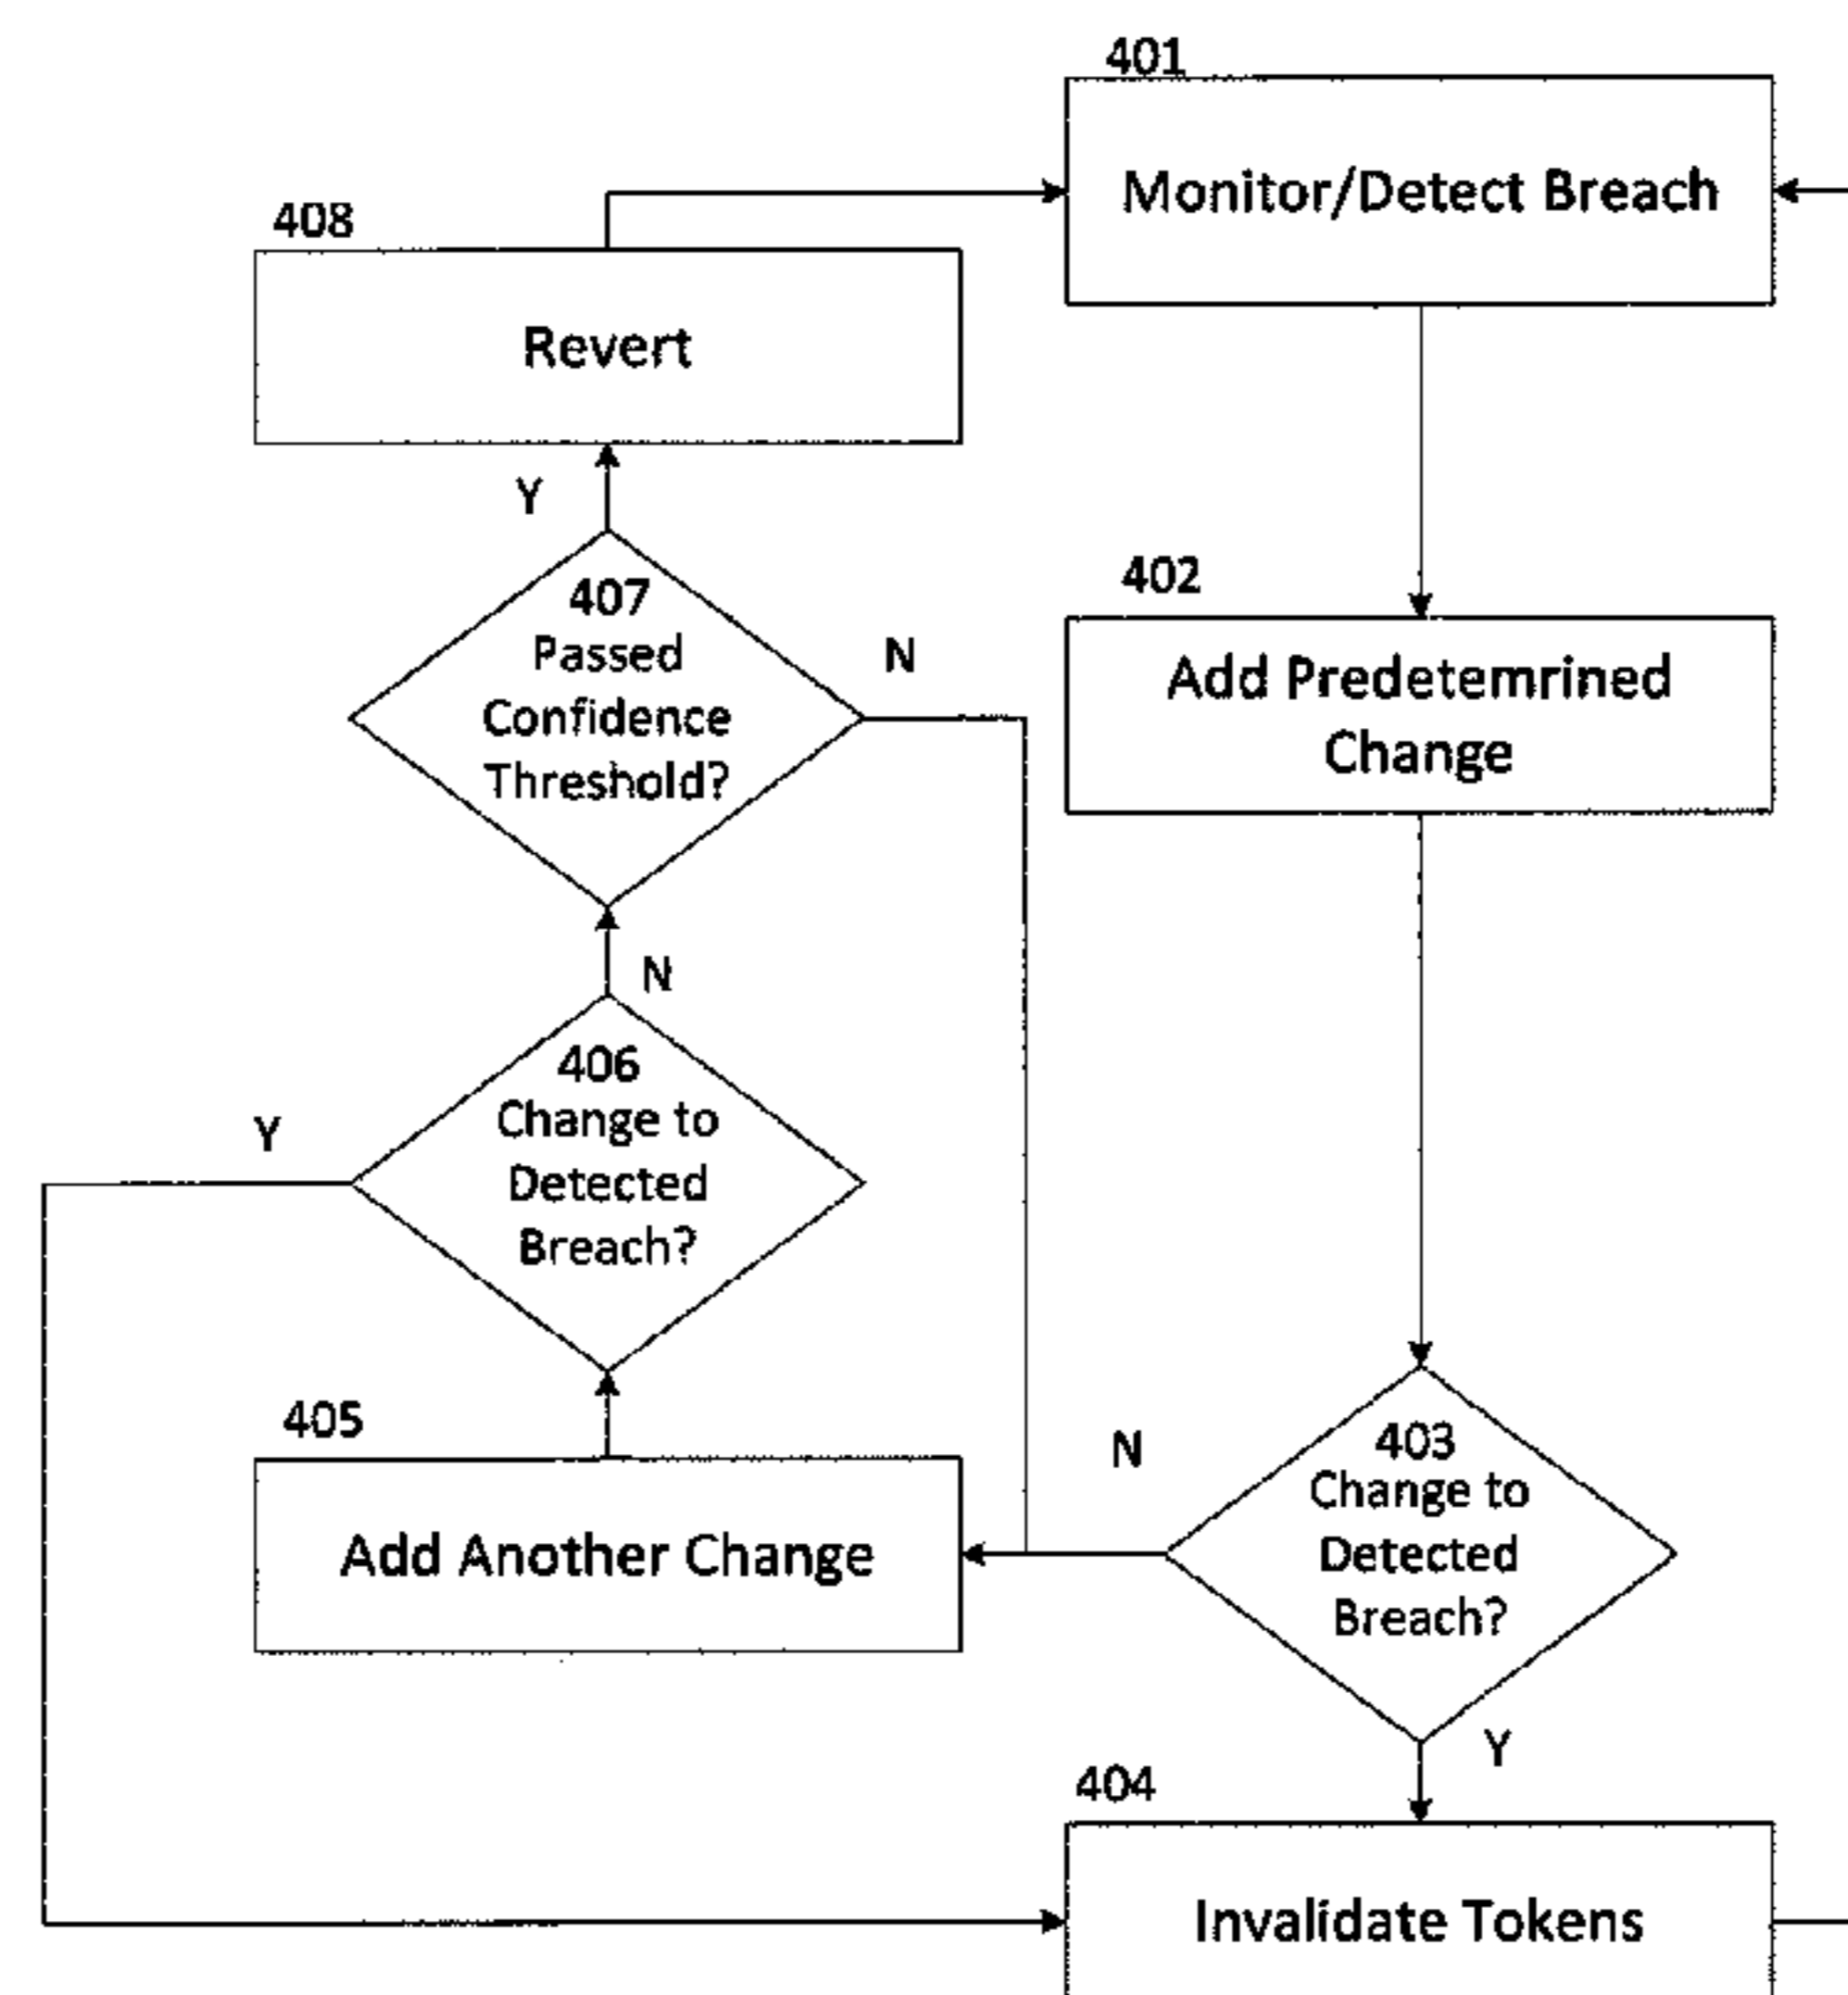 401
Monitor/Detect Breach
408
Revert
Y
407
Passed
Confidence
Threshold?
N
402
Add Predetemrined
Change
N
406
Change to
Detected
Breach?
Y
405
Add Another Change
N
403
Change to
Detected
Breach?
Y
404
Invalidate Tokens